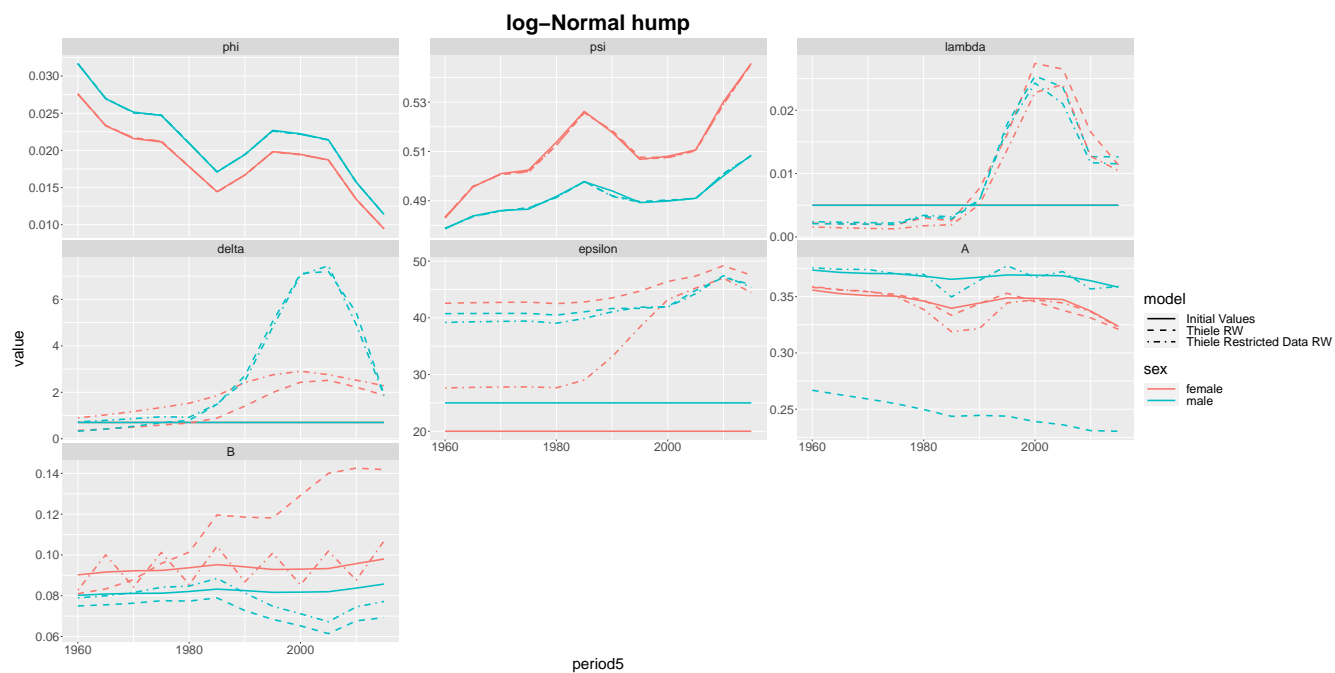 log−Normal hump
phi
psi
lambda
0.030
0.025
0.020
0.015
0.010
0.53
0.51
0.49
0.02
0.01
0.00
delta
epsilon
A
6
4
2
0
50
40
30
20
0.35
0.30
0.25
1960
1980
2000
1960
1980
2000
B
0.14
0.12
0.10
0.08
0.06
1960
1980
2000
value
period5
model
Initial Values
Thiele RW
Thiele Restricted Data RW
sex
female
male